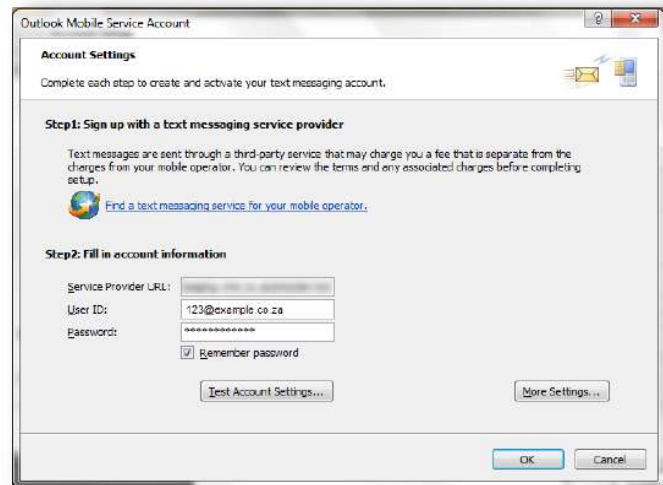 Outlook Mobile Service Account
Account Settings
Complete each step to create and activate your text messaging account.
Step1: Sign up with a text messaging service provider
Text messages are sent through a third-party service that may charge you a fee that is separate from the
charges from your mobile operator. You can review the terms and any associated charges before completing
setup.
Find a text messaging service for your mobile operator.
Step2: Fill in account information
Service Provider URL:
User ID: 123@example.co.za
Password: ************
Remember password
Test Account Settings... More Settings...
OK Cancel